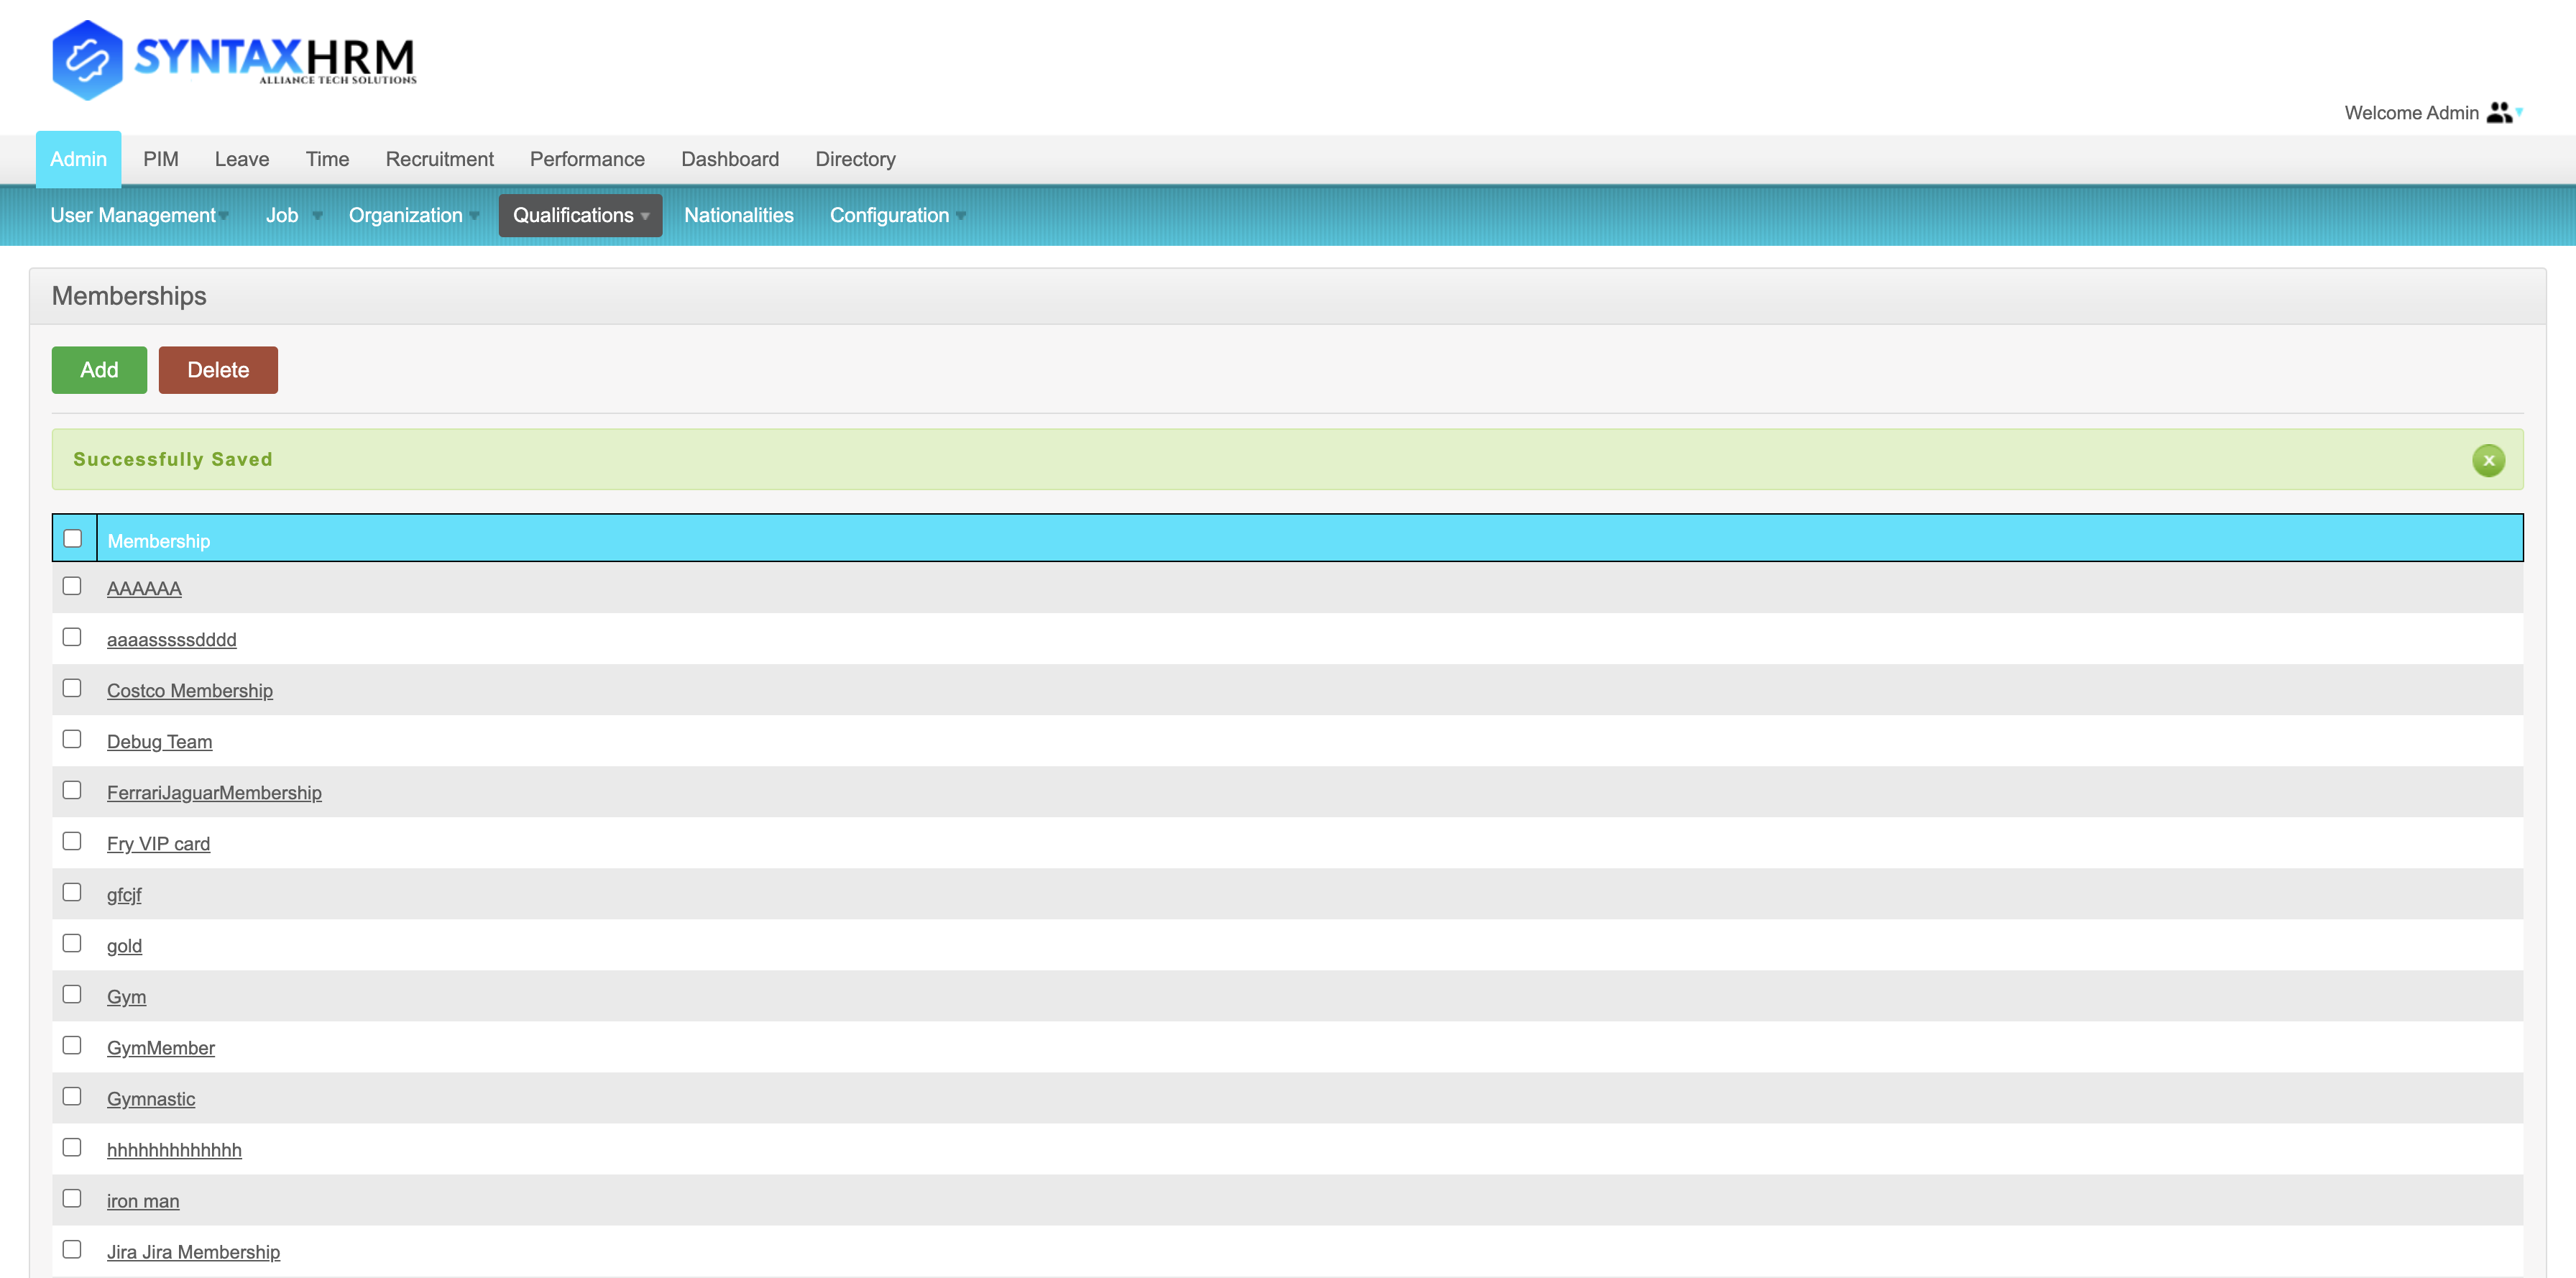 SYNTAXHRM
ALLIANCE TECH SOLUTIONS
Welcome Admin
Admin PIM Leave Time Recruitment Performance Dashboard Directory
User Management Job Organization Qualifications Nationalities Configuration
Memberships
Add Delete
Successfully Saved
Membership
AAAAAA
aaaasssssdddd
Costco Membership
Debug Team
FerrariJaguarMembership
Fry VIP card
gfcjf
gold
Gym
GymMember
Gymnastic
hhhhhhhhhhhhh
iron man
Jira Jira Membership